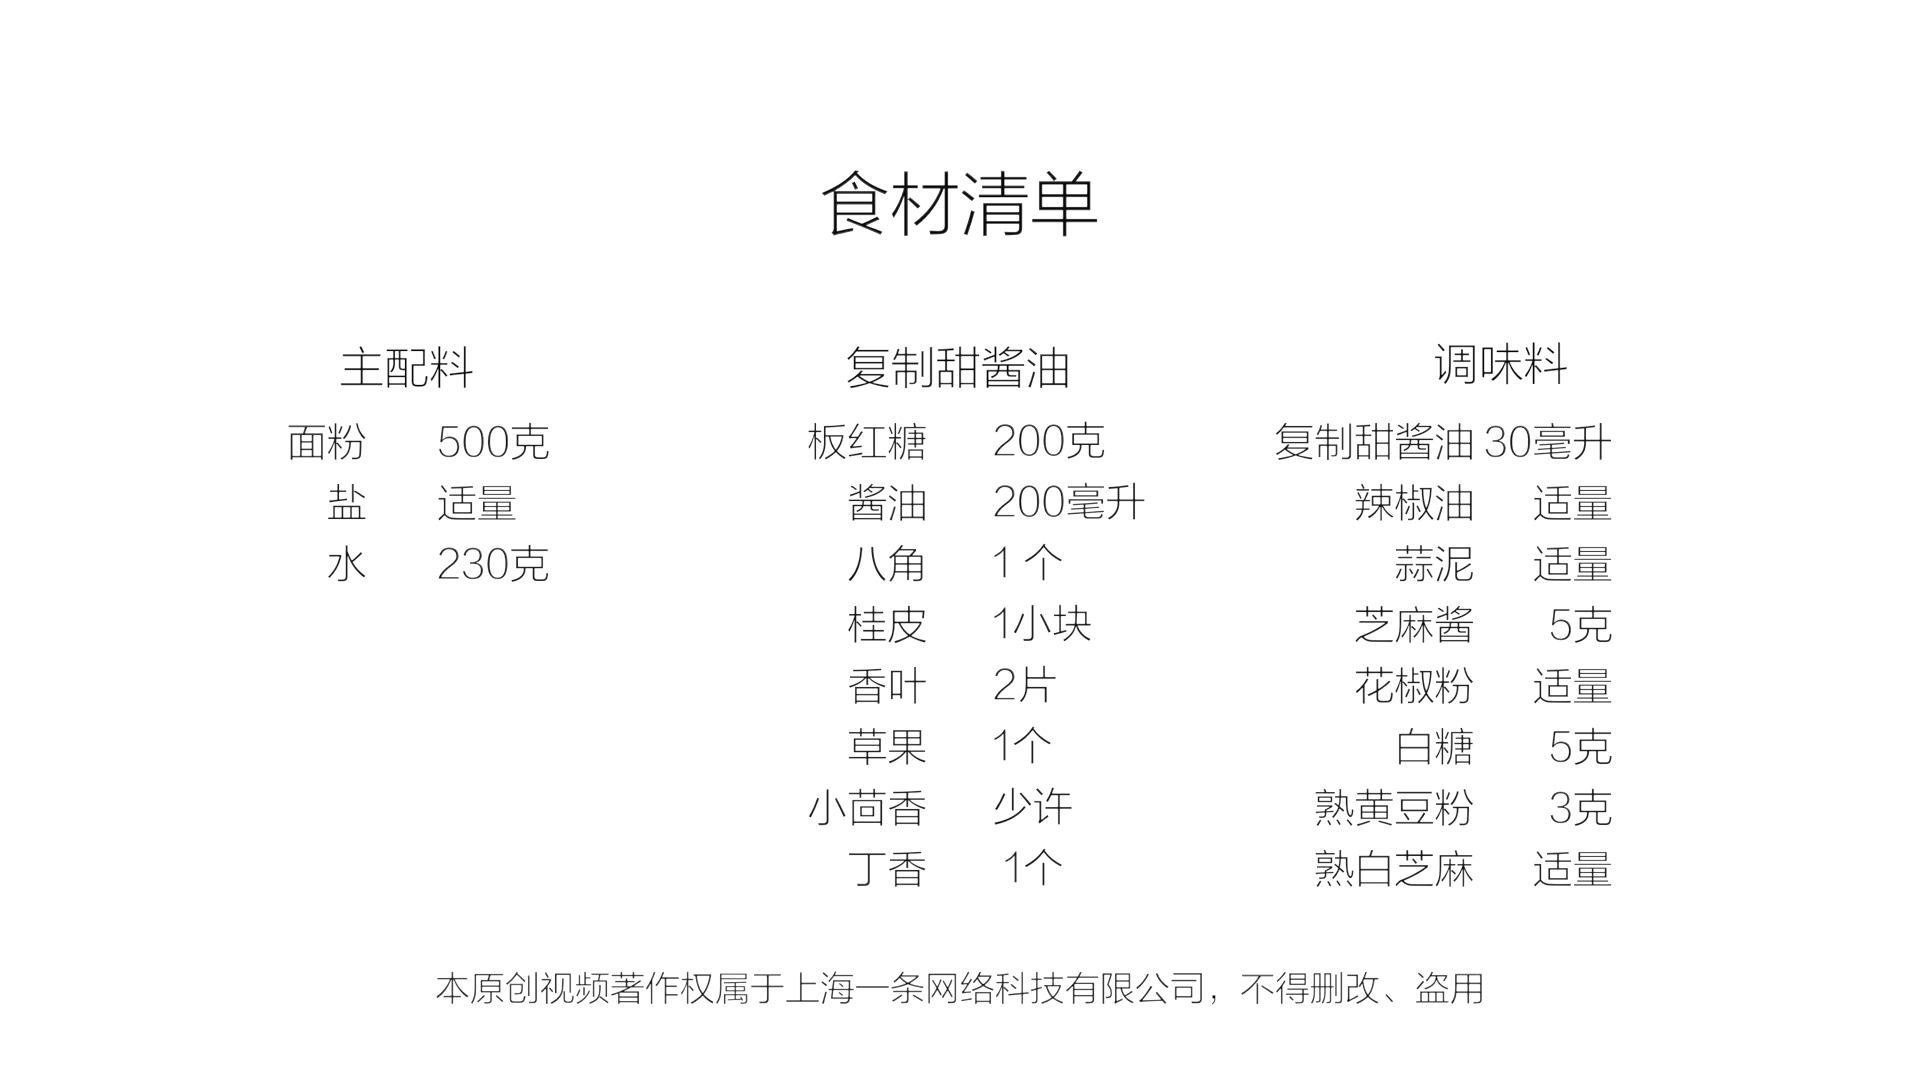 食材清单
主配料
面粉 500克
盐 适量
水 230克
复制甜酱油
板红糖 200克
酱油 200毫升
八角 1 个
桂皮 1小块
香叶 2片
草果 1个
小茴香 少许
丁香 1个
调味料
复制甜酱油 30毫升
辣椒油 适量
蒜泥 适量
芝麻酱 5克
花椒粉 适量
白糖 5克
熟黄豆粉 3克
熟白芝麻 适量
本原创视频著作权属于上海一条网络科技有限公司，不得删改、盗用